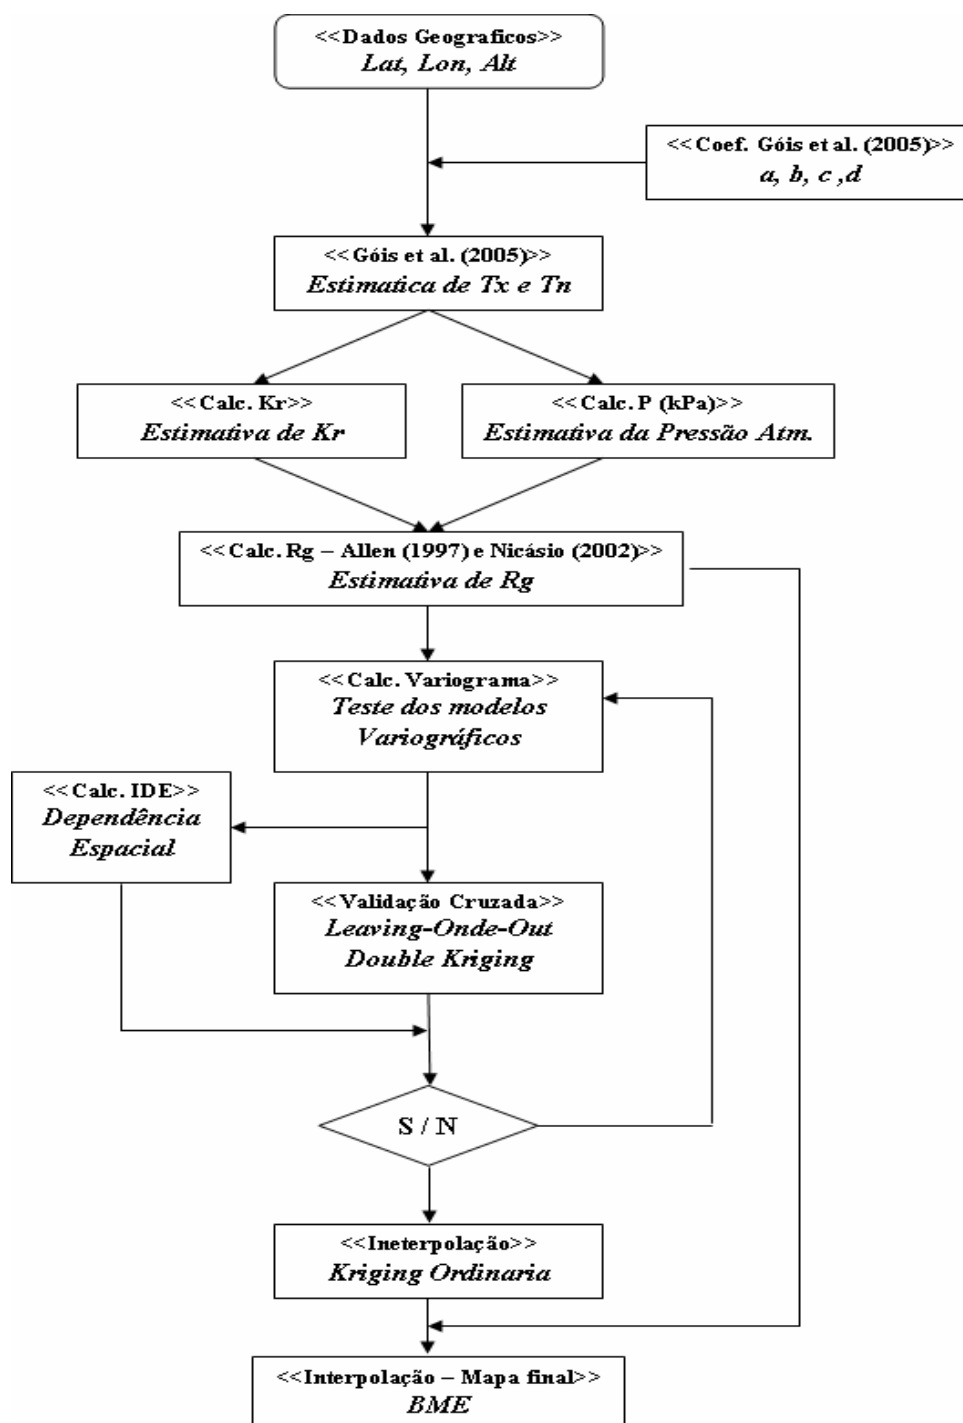 <<Dados Geograficos>>
Lat, Lon, Alt
<<Coef. Góis et al. (2005)>>
a, b, c ,d
<<Góis et al. (2005)>>
Estimatica de Tx e Tn
<<Calc. Kr>>
Estimativa de Kr
<<Calc. P (kPa)>>
Estimativa da Pressão Atm.
<<Calc. Rg – Allen (1997) e Nicásio (2002)>>
Estimativa de Rg
<<Calc. Variograma>>
Teste dos modelos
Variográficos
<<Calc. IDE>>
Dependência
Espacial
<<Validação Cruzada>>
Leaving-Onde-Out
Double Kriging
S / N
<<Ineterpolação>>
Kriging Ordinaria
<<Interpolação – Mapa final>>
BME